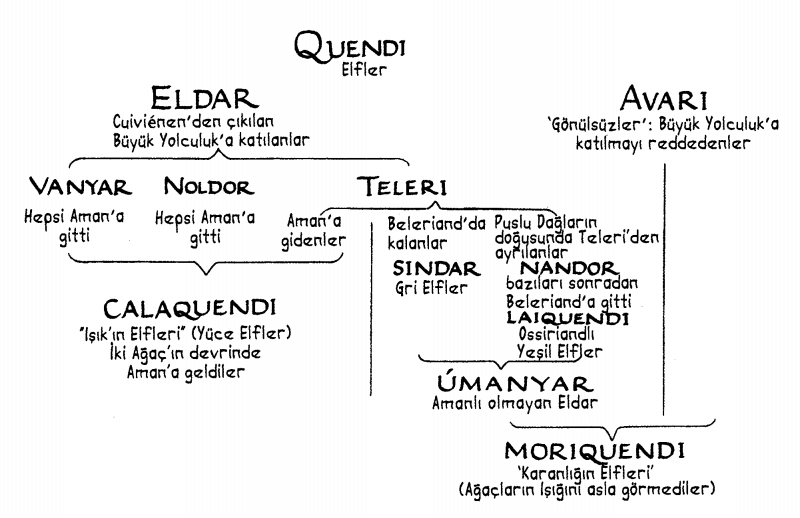 QUENDI
Elfler
ELDAR
Cuiviénen'den çıkılan
Büyük Yolculuk'a katılanlar
AVARI
'Gönülsüzler': Büyük Yolculuk'a
katılmayı reddedenler
VANYAR
Hepsi Aman'a
gitti
NOLDOR
Hepsi Aman'a
gitti
TELERI
Aman'a
gidenler
Beleriand'da
kalanlar
SINDAR
Gri Elfler
Puslu Dağların
doğusunda Teleri'den
ayrılanlar
NANDOR
bazıları sonradan
Beleriand'a gitti
LAIQUENDI
Ossiriandlı
Yeşil Elfler
CALAQUENDI
"Işık'ın Elfleri" (Yüce Elfler)
İki Ağaç'ın devrinde
Aman'a geldiler
ÚMANYAR
Amanlı olmayan Eldar
MORIQUENDI
'Karanlığın Elfleri'
(Ağaçların Işığını asla görmediler)